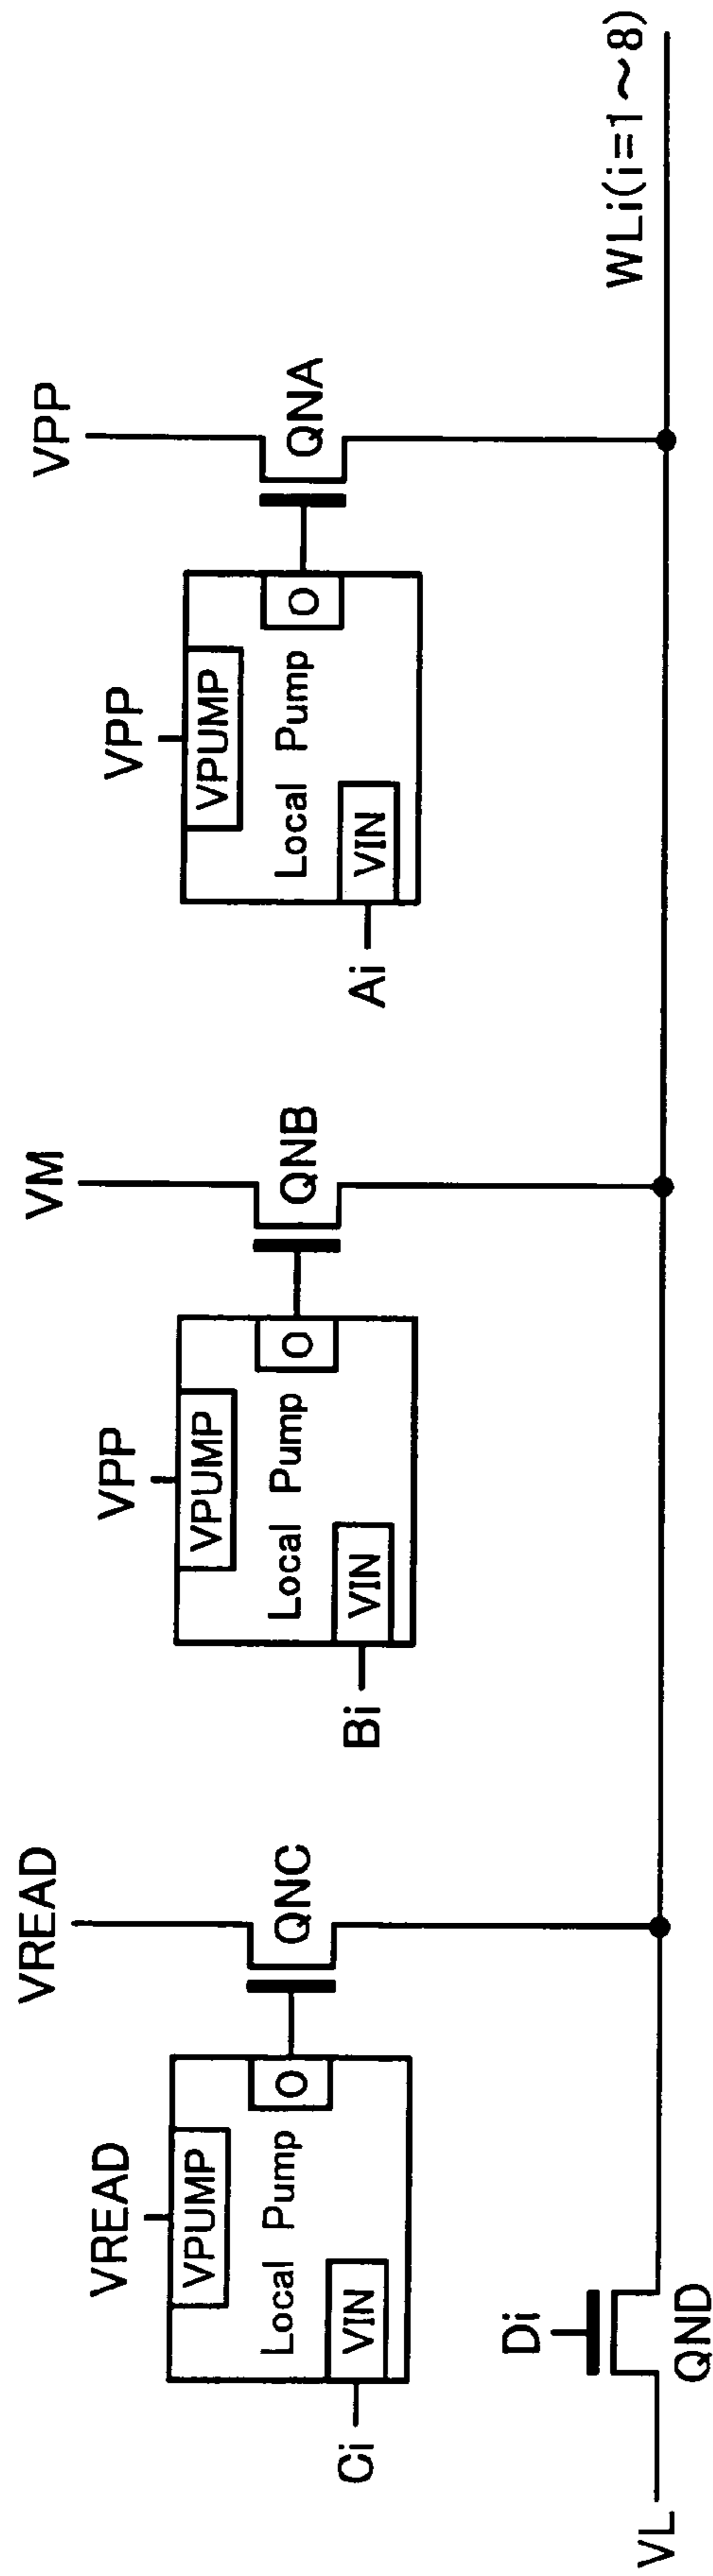 VREAD
VM
VPP
VREAD
VPP
VPP
VPUMP
VPUMP
VPUMP
QNC
QNB
QNA
O
O
O
Local Pump
Local Pump
Local Pump
VIN
VIN
VIN
Ci
Bi
Ai
Di
WLi(i=1～8)
VL
QND